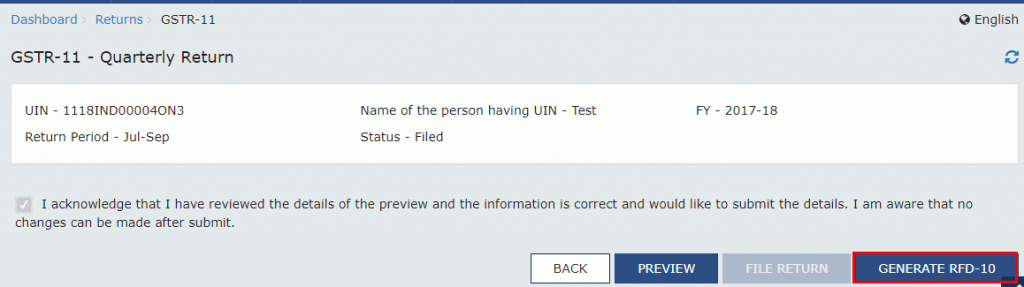 Dashboard › Returns › GSTR-11
English
GSTR-11 - Quarterly Return
UIN - 1118IND00004ON3
Name of the person having UIN - Test
FY - 2017-18
Return Period - Jul-Sep
Status - Filed
I acknowledge that I have reviewed the details of the preview and the information is correct and would like to submit the details. I am aware that no
changes can be made after submit.
BACK
PREVIEW
FILE RETURN
GENERATE RFD-10